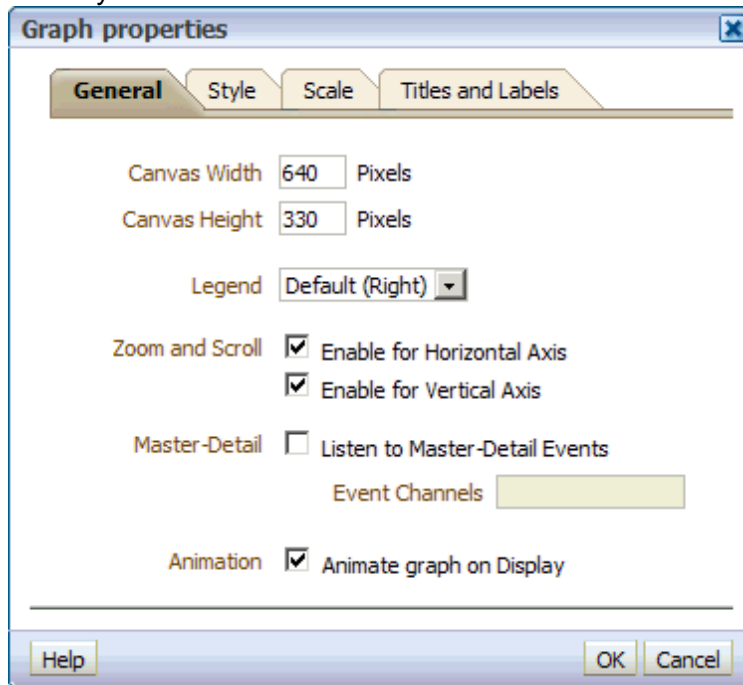 Graph properties
General Style Scale Titles and Labels
Canvas Width 640 Pixels
Canvas Height 330 Pixels
Legend Default (Right)
Zoom and Scroll Enable for Horizontal Axis
Enable for Vertical Axis
Master-Detail Listen to Master-Detail Events
Event Channels
Animation Animate graph on Display
Help OK Cancel